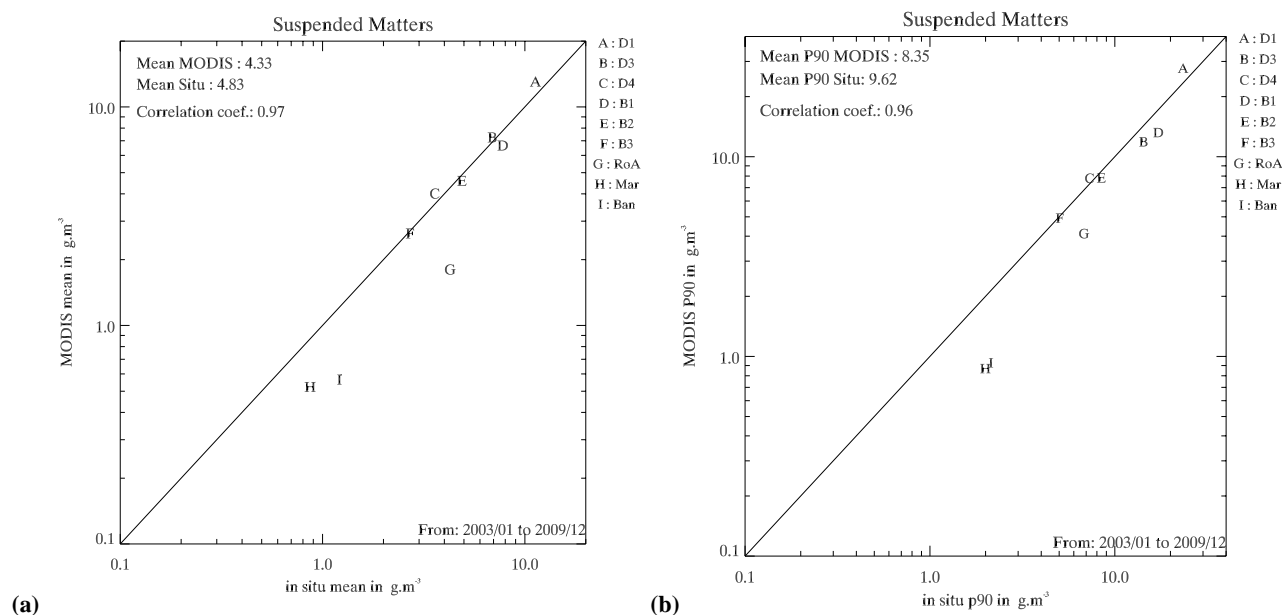 Suspended Matters
Mean MODIS : 4.33
Mean Situ : 4.83
Correlation coef.: 0.97
A
B
D
E
C
F
G
H
I
From: 2003/01 to 2009/12
10.0
1.0
0.1
MODIS mean in g.m⁻³
0.1 1.0 10.0
in situ mean in g.m⁻³
A : D1
B : D3
C : D4
D : B1
E : B2
F : B3
G : RoA
H : Mar
I : Ban
(a)
Suspended Matters
Mean P90 MODIS : 8.35
Mean P90 Situ: 9.62
Correlation coef.: 0.96
A
D
B
C E
F
G
I
H
From: 2003/01 to 2009/12
10.0
1.0
0.1
MODIS P90 in g.m⁻³
0.1 1.0 10.0
in situ p90 in g.m⁻³
A : D1
B : D3
C : D4
D : B1
E : B2
F : B3
G : RoA
H : Mar
I : Ban
(b)